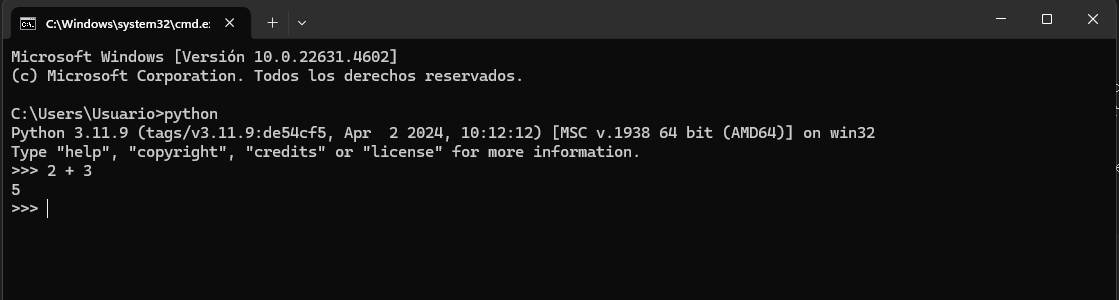 C:\Windows\system32\cmd.e
Microsoft Windows [Versión 10.0.22631.4602]
(c) Microsoft Corporation. Todos los derechos reservados.
C:\Users\Usuario>python
Python 3.11.9 (tags/v3.11.9:de54cf5, Apr  2 2024, 10:12:12) [MSC v.1938 64 bit (AMD64)] on win32
Type "help", "copyright", "credits" or "license" for more information.
>>> 2 + 3
5
>>>